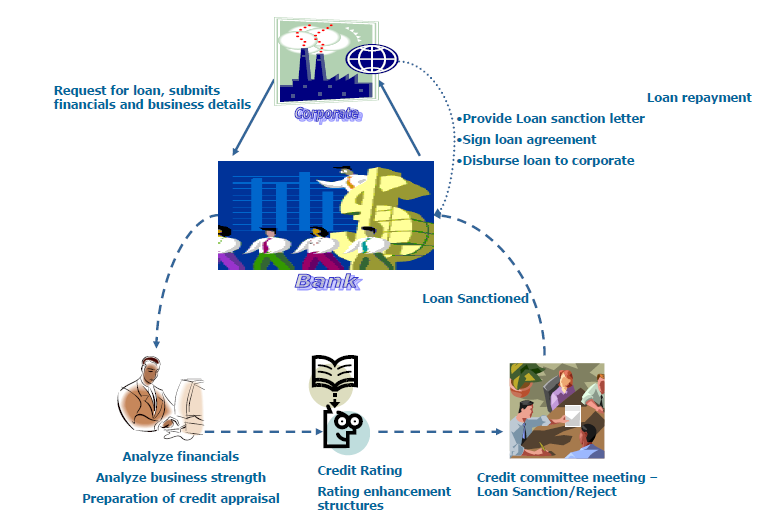 Request for loan, submits
financials and business details
Corporate
Loan repayment
•Provide Loan sanction letter
•Sign loan agreement
•Disburse loan to corporate
Bank
Loan Sanctioned
Analyze financials
Analyze business strength
Preparation of credit appraisal
Credit Rating
Rating enhancement
structures
Credit committee meeting –
Loan Sanction/Reject